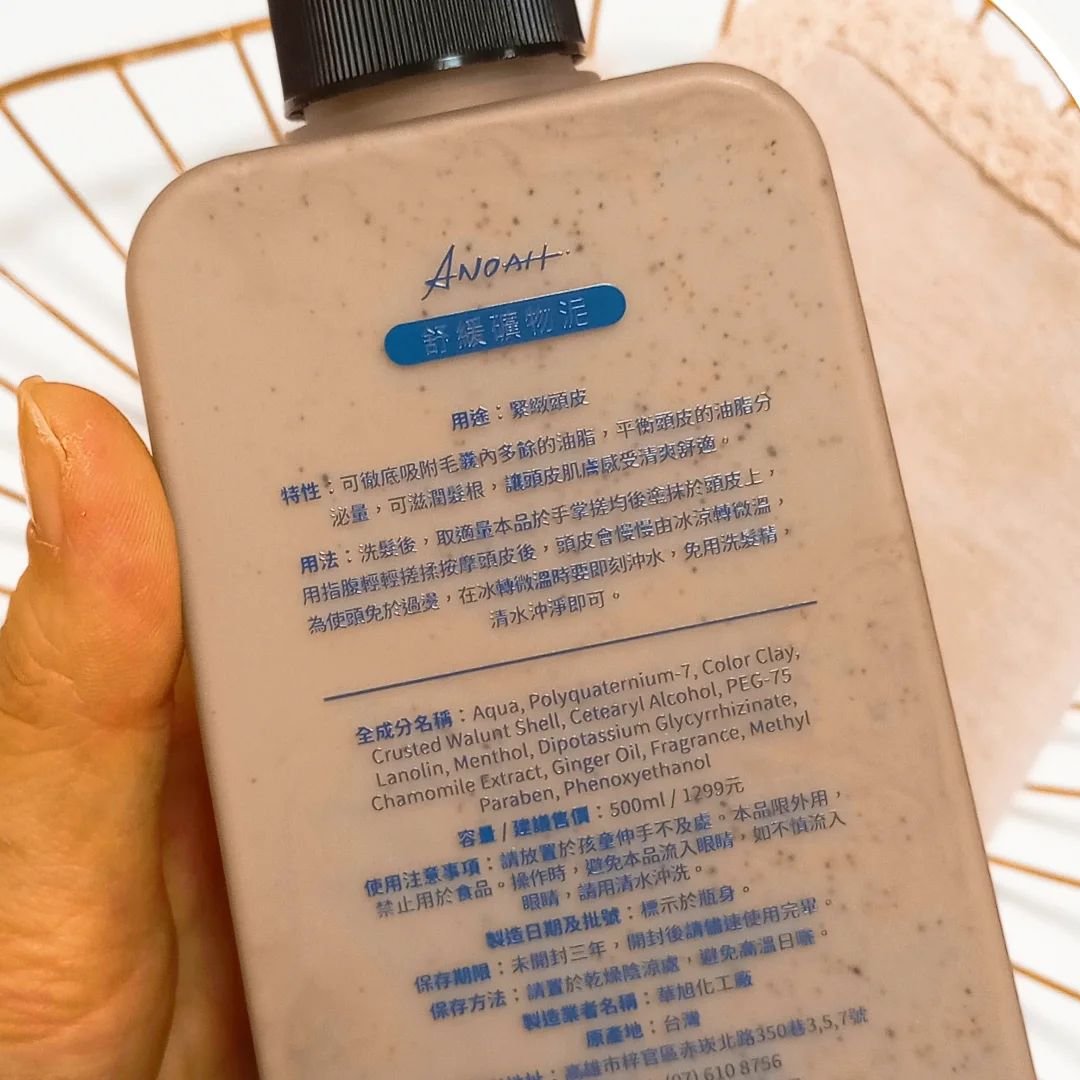 ANOAH
舒緩礦物泥
用途：緊緻頭皮
特性：可徹底吸附毛囊內多餘的油脂，平衡頭皮的油脂分
泌量，可滋潤髮根，讓頭皮肌膚感受清爽舒適。
用法：洗髮後，取適量本品於手掌搓均後塗抹於頭皮上，
用指腹輕輕搓揉按摩頭皮後，頭皮會慢慢由冰涼轉微溫，
為使頭免於過燙，在冰轉微溫時要即刻沖水，免用洗髮精，
清水沖淨即可。
全成分名稱：Aqua, Polyquaternium-7, Color Clay,
Crusted Walunt Shell, Cetearyl Alcohol, PEG-75
Lanolin, Menthol, Dipotassium Glycyrrhizinate,
Chamomile Extract, Ginger Oil, Fragrance, Methyl
Paraben, Phenoxyethanol
容量 / 建議售價：500ml / 1299元
使用注意事項：請放置於孩童伸手不及處。本品限外用，
禁止用於食品。操作時，避免本品流入眼睛，如不慎流入
眼睛，請用清水沖洗。
製造日期及批號：標示於瓶身。
保存期限：未開封三年，開封後請儘速使用完畢。
保存方法：請置於乾燥陰涼處，避免高溫日曬。
製造業者名稱：華旭化工廠
原產地：台灣
地址：高雄市梓官區赤崁北路350巷3,5,7號
(07) 610 8756